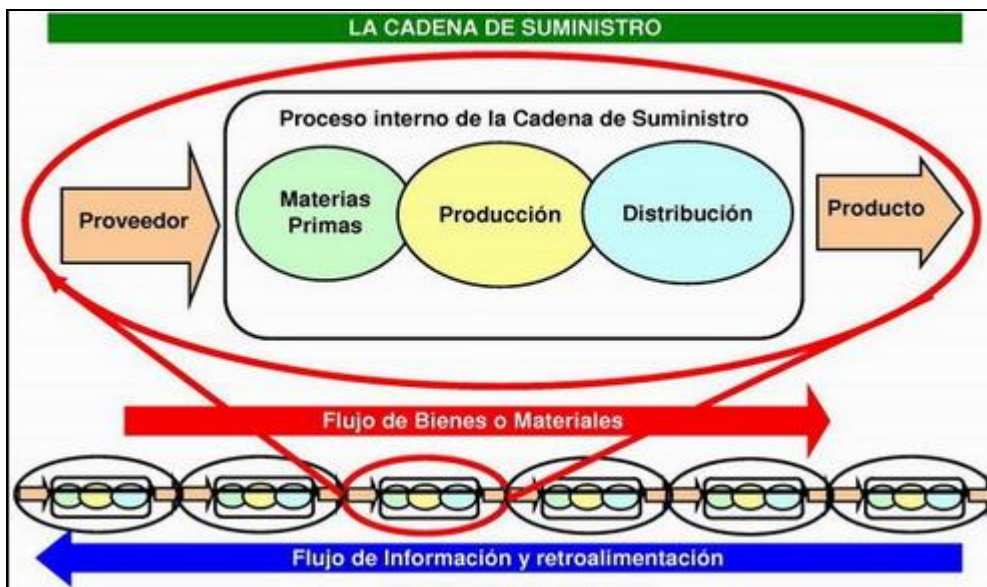 LA CADENA DE SUMINISTRO
Proceso interno de la Cadena de Suministro
Proveedor
Materias
Primas
Producción
Distribución
Producto
Flujo de Bienes o Materiales
Flujo de Información y retroalimentación